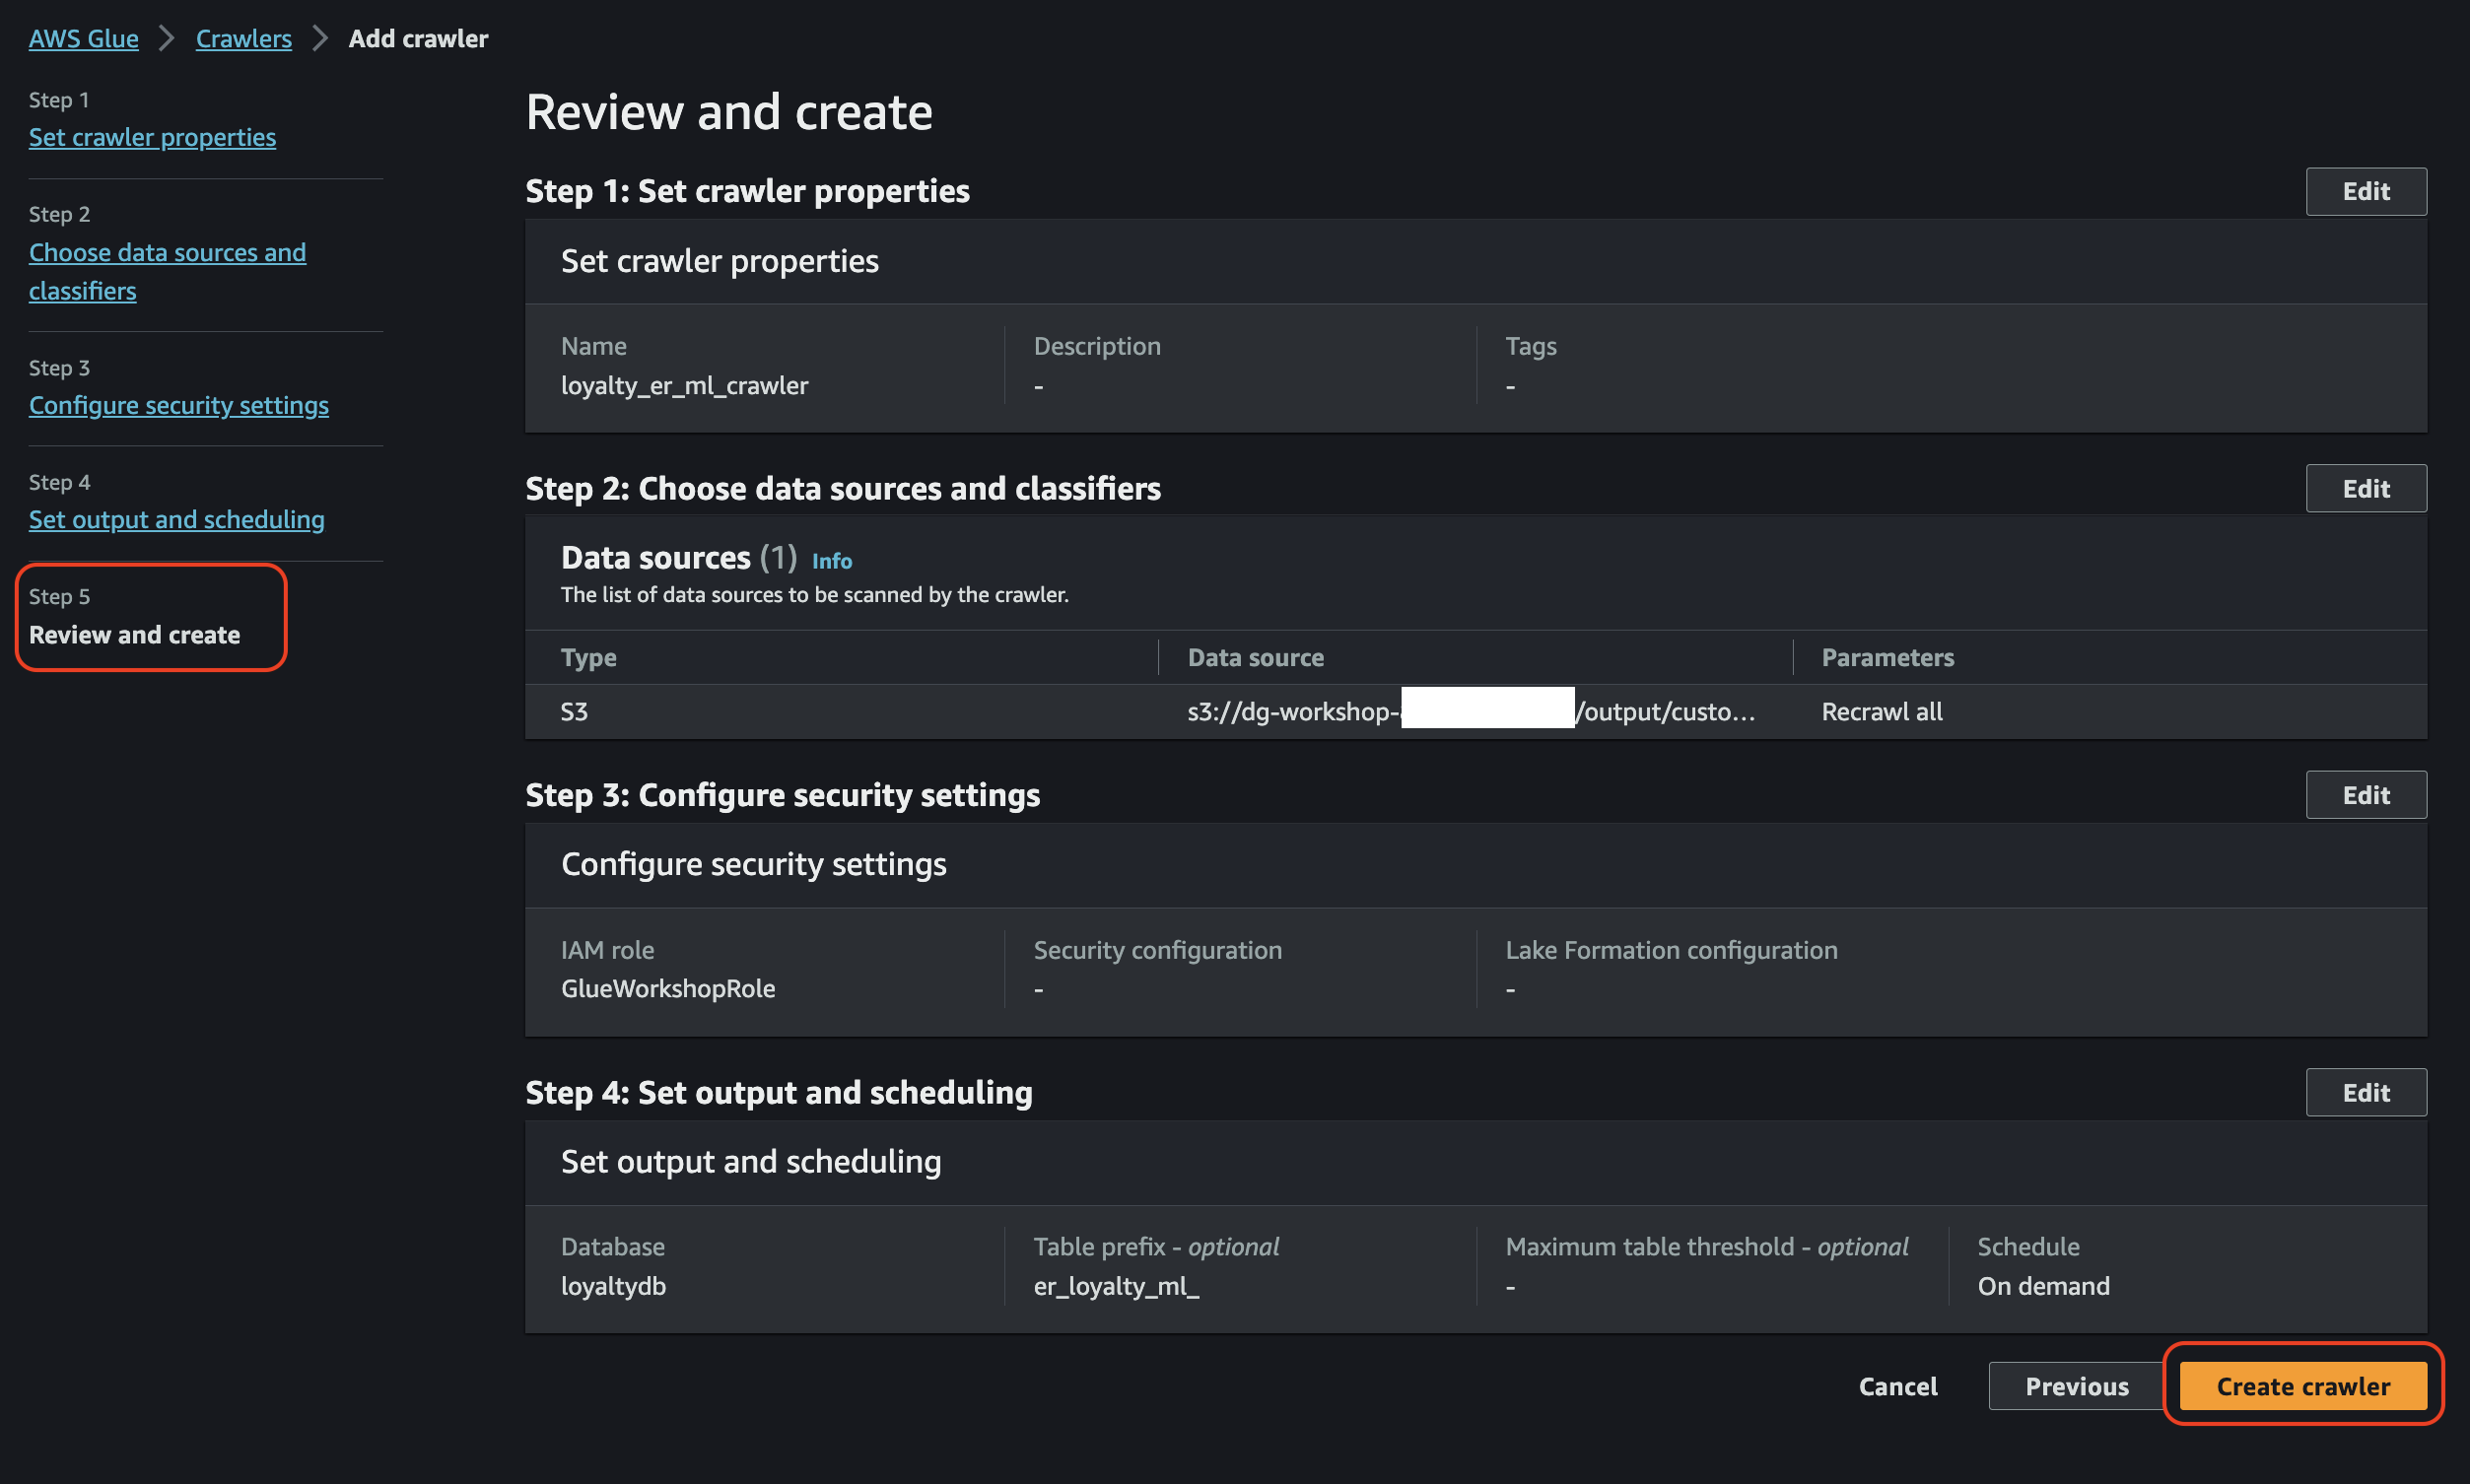 AWS Glue > Crawlers > Add crawler
Step 1
Set crawler properties
Step 2
Choose data sources and
classifiers
Step 3
Configure security settings
Step 4
Set output and scheduling
Step 5
Review and create
Review and create
Step 1: Set crawler properties
Edit
Set crawler properties
Name
loyalty_er_ml_crawler
Description
-
Tags
-
Step 2: Choose data sources and classifiers
Edit
Data sources (1) Info
The list of data sources to be scanned by the crawler.
Type Data source Parameters
S3 s3://dg-workshop- /output/custo... Recrawl all
Step 3: Configure security settings
Edit
Configure security settings
IAM role
GlueWorkshopRole
Security configuration
-
Lake Formation configuration
-
Step 4: Set output and scheduling
Edit
Set output and scheduling
Database
loyaltydb
Table prefix - optional
er_loyalty_ml_
Maximum table threshold - optional
-
Schedule
On demand
Cancel
Previous
Create crawler